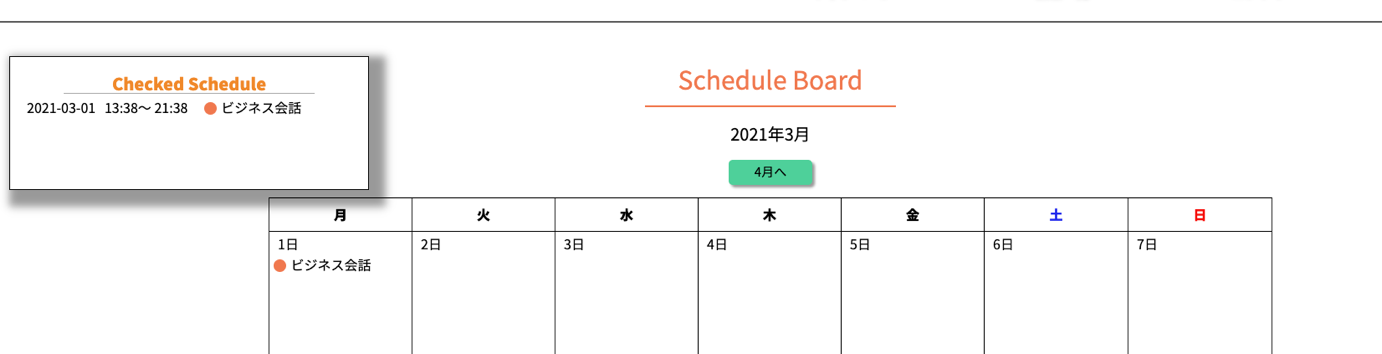 Checked Schedule
2021-03-01 13:38〜 21:38 ビジネス会話
Schedule Board
2021年3月
4月へ
月 火 水 木 金 土 日
1日 2日 3日 4日 5日 6日 7日
ビジネス会話